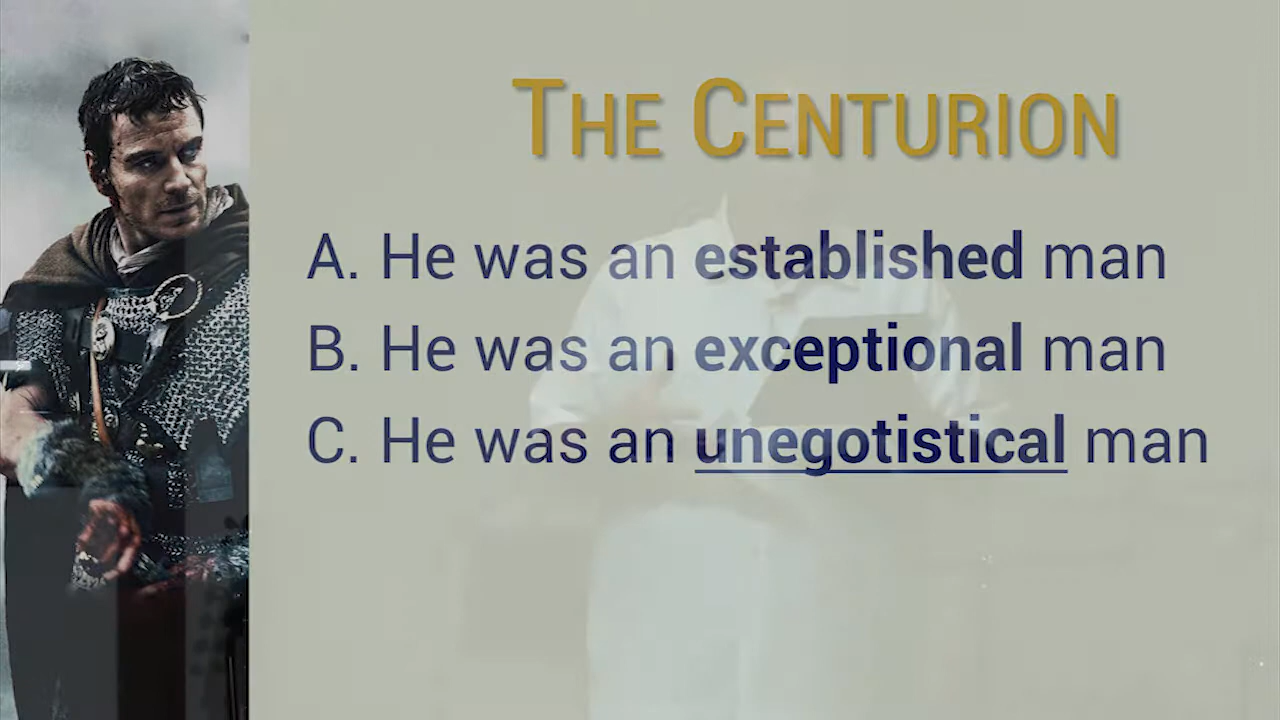 THE CENTURION
A. He was an established man
B. He was an exceptional man
C. He was an unegotistical man